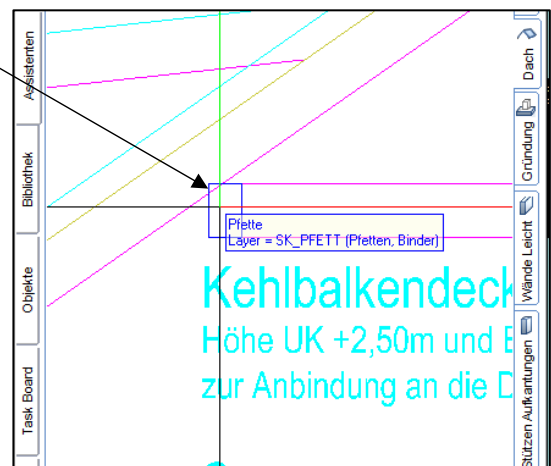 Assistenten
Bibliothek
Objekte
Task Board
Pfette
Layer = SK_PFETT (Pfetten, Binder)
Kehlbalkendeck
Höhe UK +2,50m und
zur Anbindung an die D
Dach
Gründung
Wände Leicht
Stützen Aufkantungen